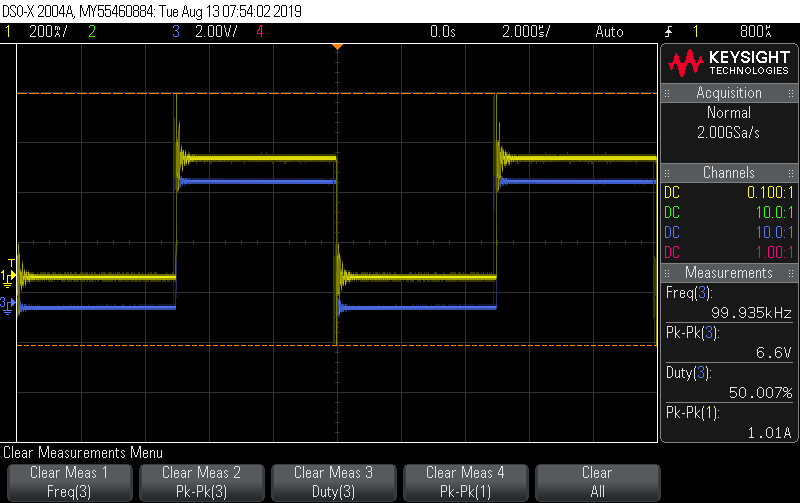 DSO-X 2004A, MY55460884: Tue Aug 13 07:54:02 2019
1 200%/ 2 3 2.00V/ 4 0.0s 2.000%/ Auto 1 800%
KEYSIGHT
TECHNOLOGIES
Acquisition
Normal
2.00GSa/s
Channels
DC 0.100:1
DC 10.0:1
DC 10.0:1
DC 1.00:1
Measurements
Freq(3):
99.935kHz
Pk-Pk(3):
6.6V
Duty(3):
50.007%
Pk-Pk(1):
1.01A
T
1
3
Clear Measurements Menu
Clear Meas 1
Freq(3)
Clear Meas 2
Pk-Pk(3)
Clear Meas 3
Duty(3)
Clear Meas 4
Pk-Pk(1)
Clear
All